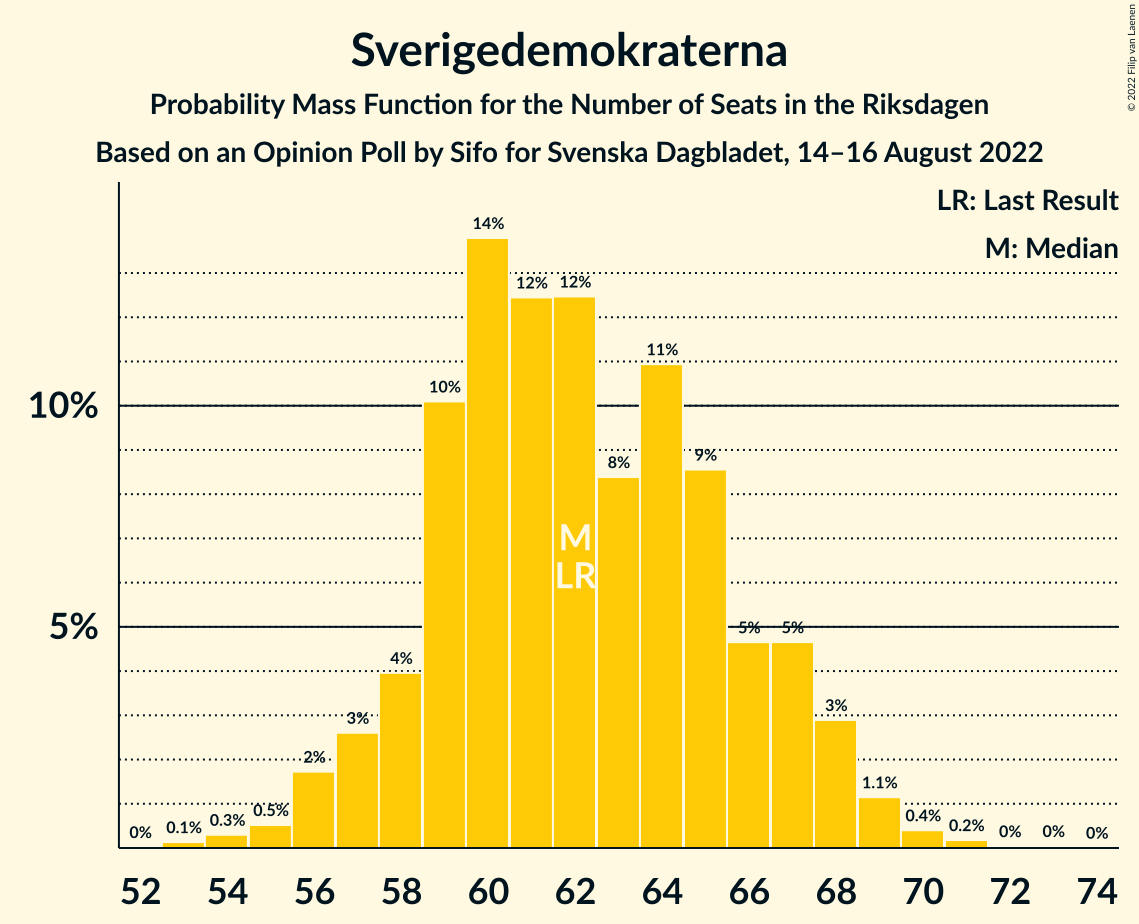 Sverigedemokraterna
Probability Mass Function for the Number of Seats in the Riksdagen
Based on an Opinion Poll by Sifo for Svenska Dagbladet, 14–16 August 2022
© 2022 Filip van Laenen
LR: Last Result
M: Median
10%
5%
0%
0.1%
0.3%
0.5%
2%
3%
4%
10%
14%
12%
12%
8%
11%
9%
5%
5%
3%
1.1%
0.4%
0.2%
0%
0%
0%
M
LR
52 54 56 58 60 62 64 66 68 70 72 74